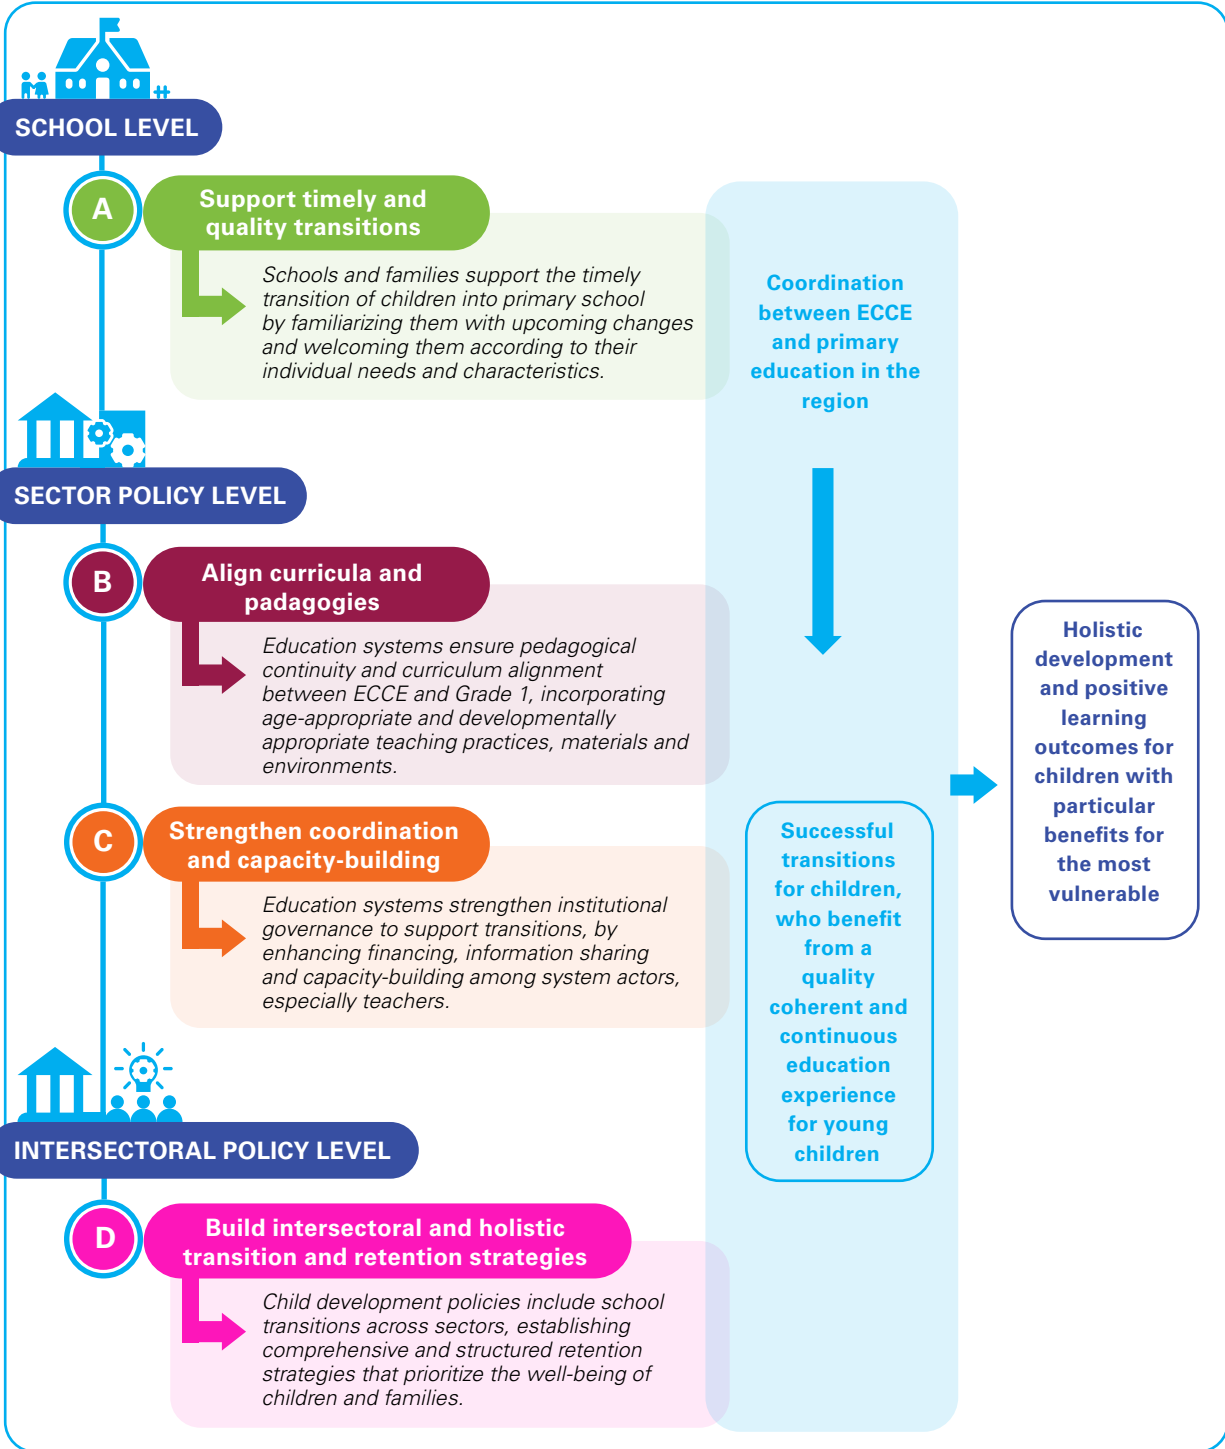 SCHOOL LEVEL
A
Support timely and
quality transitions
Schools and families support the timely
transition of children into primary school
by familiarizing them with upcoming changes
and welcoming them according to their
individual needs and characteristics.
SECTOR POLICY LEVEL
B
Align curricula and
padagogies
Education systems ensure pedagogical
continuity and curriculum alignment
between ECCE and Grade 1, incorporating
age-appropriate and developmentally
appropriate teaching practices, materials and
environments.
C
Strengthen coordination
and capacity-building
Education systems strengthen institutional
governance to support transitions, by
enhancing financing, information sharing
and capacity-building among system actors,
especially teachers.
INTERSECTORAL POLICY LEVEL
D
Build intersectoral and holistic
transition and retention strategies
Child development policies include school
transitions across sectors, establishing
comprehensive and structured retention
strategies that prioritize the well-being of
children and families.
Coordination
between ECCE
and primary
education in the
region
Successful
transitions
for children,
who benefit
from a
quality
coherent and
continuous
education
experience
for young
children
Holistic
development
and positive
learning
outcomes for
children with
particular
benefits for
the most
vulnerable